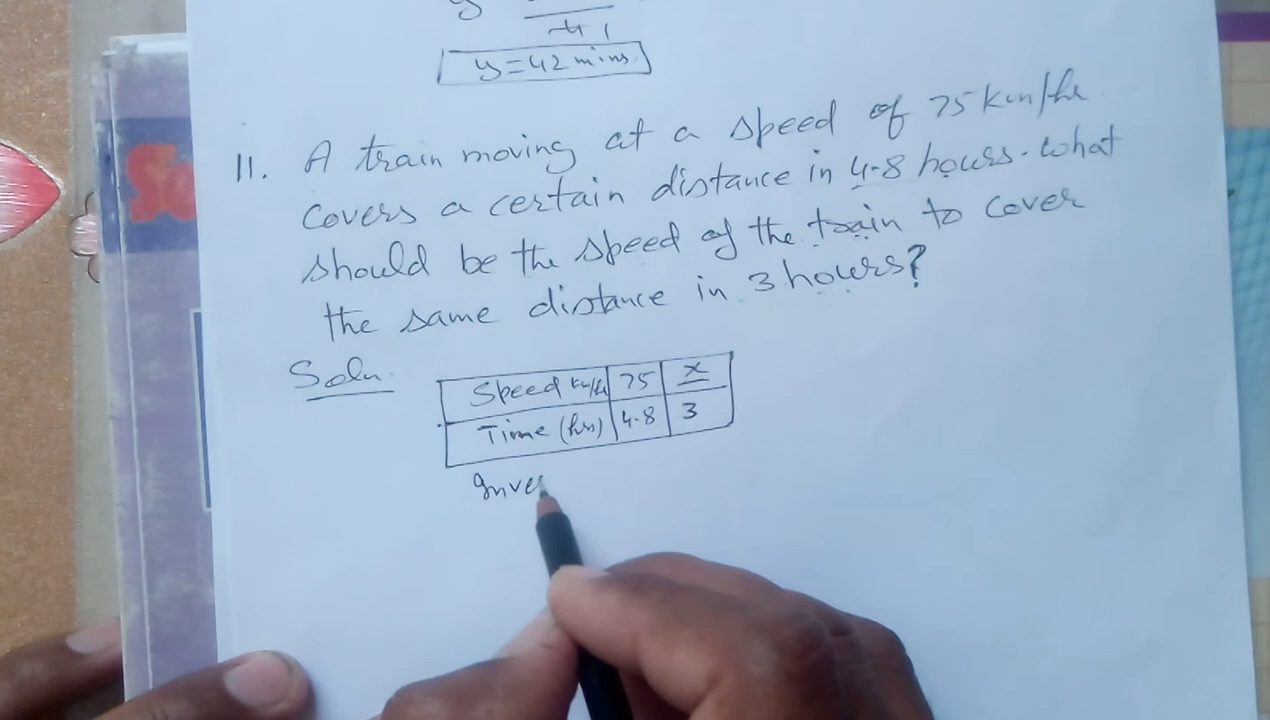 y
y=42 mins
11. A train moving at a speed of 75 km/hr
covers a certain distance in 4.8 hours. What
should be the speed of the train to cover
the same distance in 3 hours?
Soln.
Speed km/hr 75 x
Time (hrs) 4.8 3
Inve